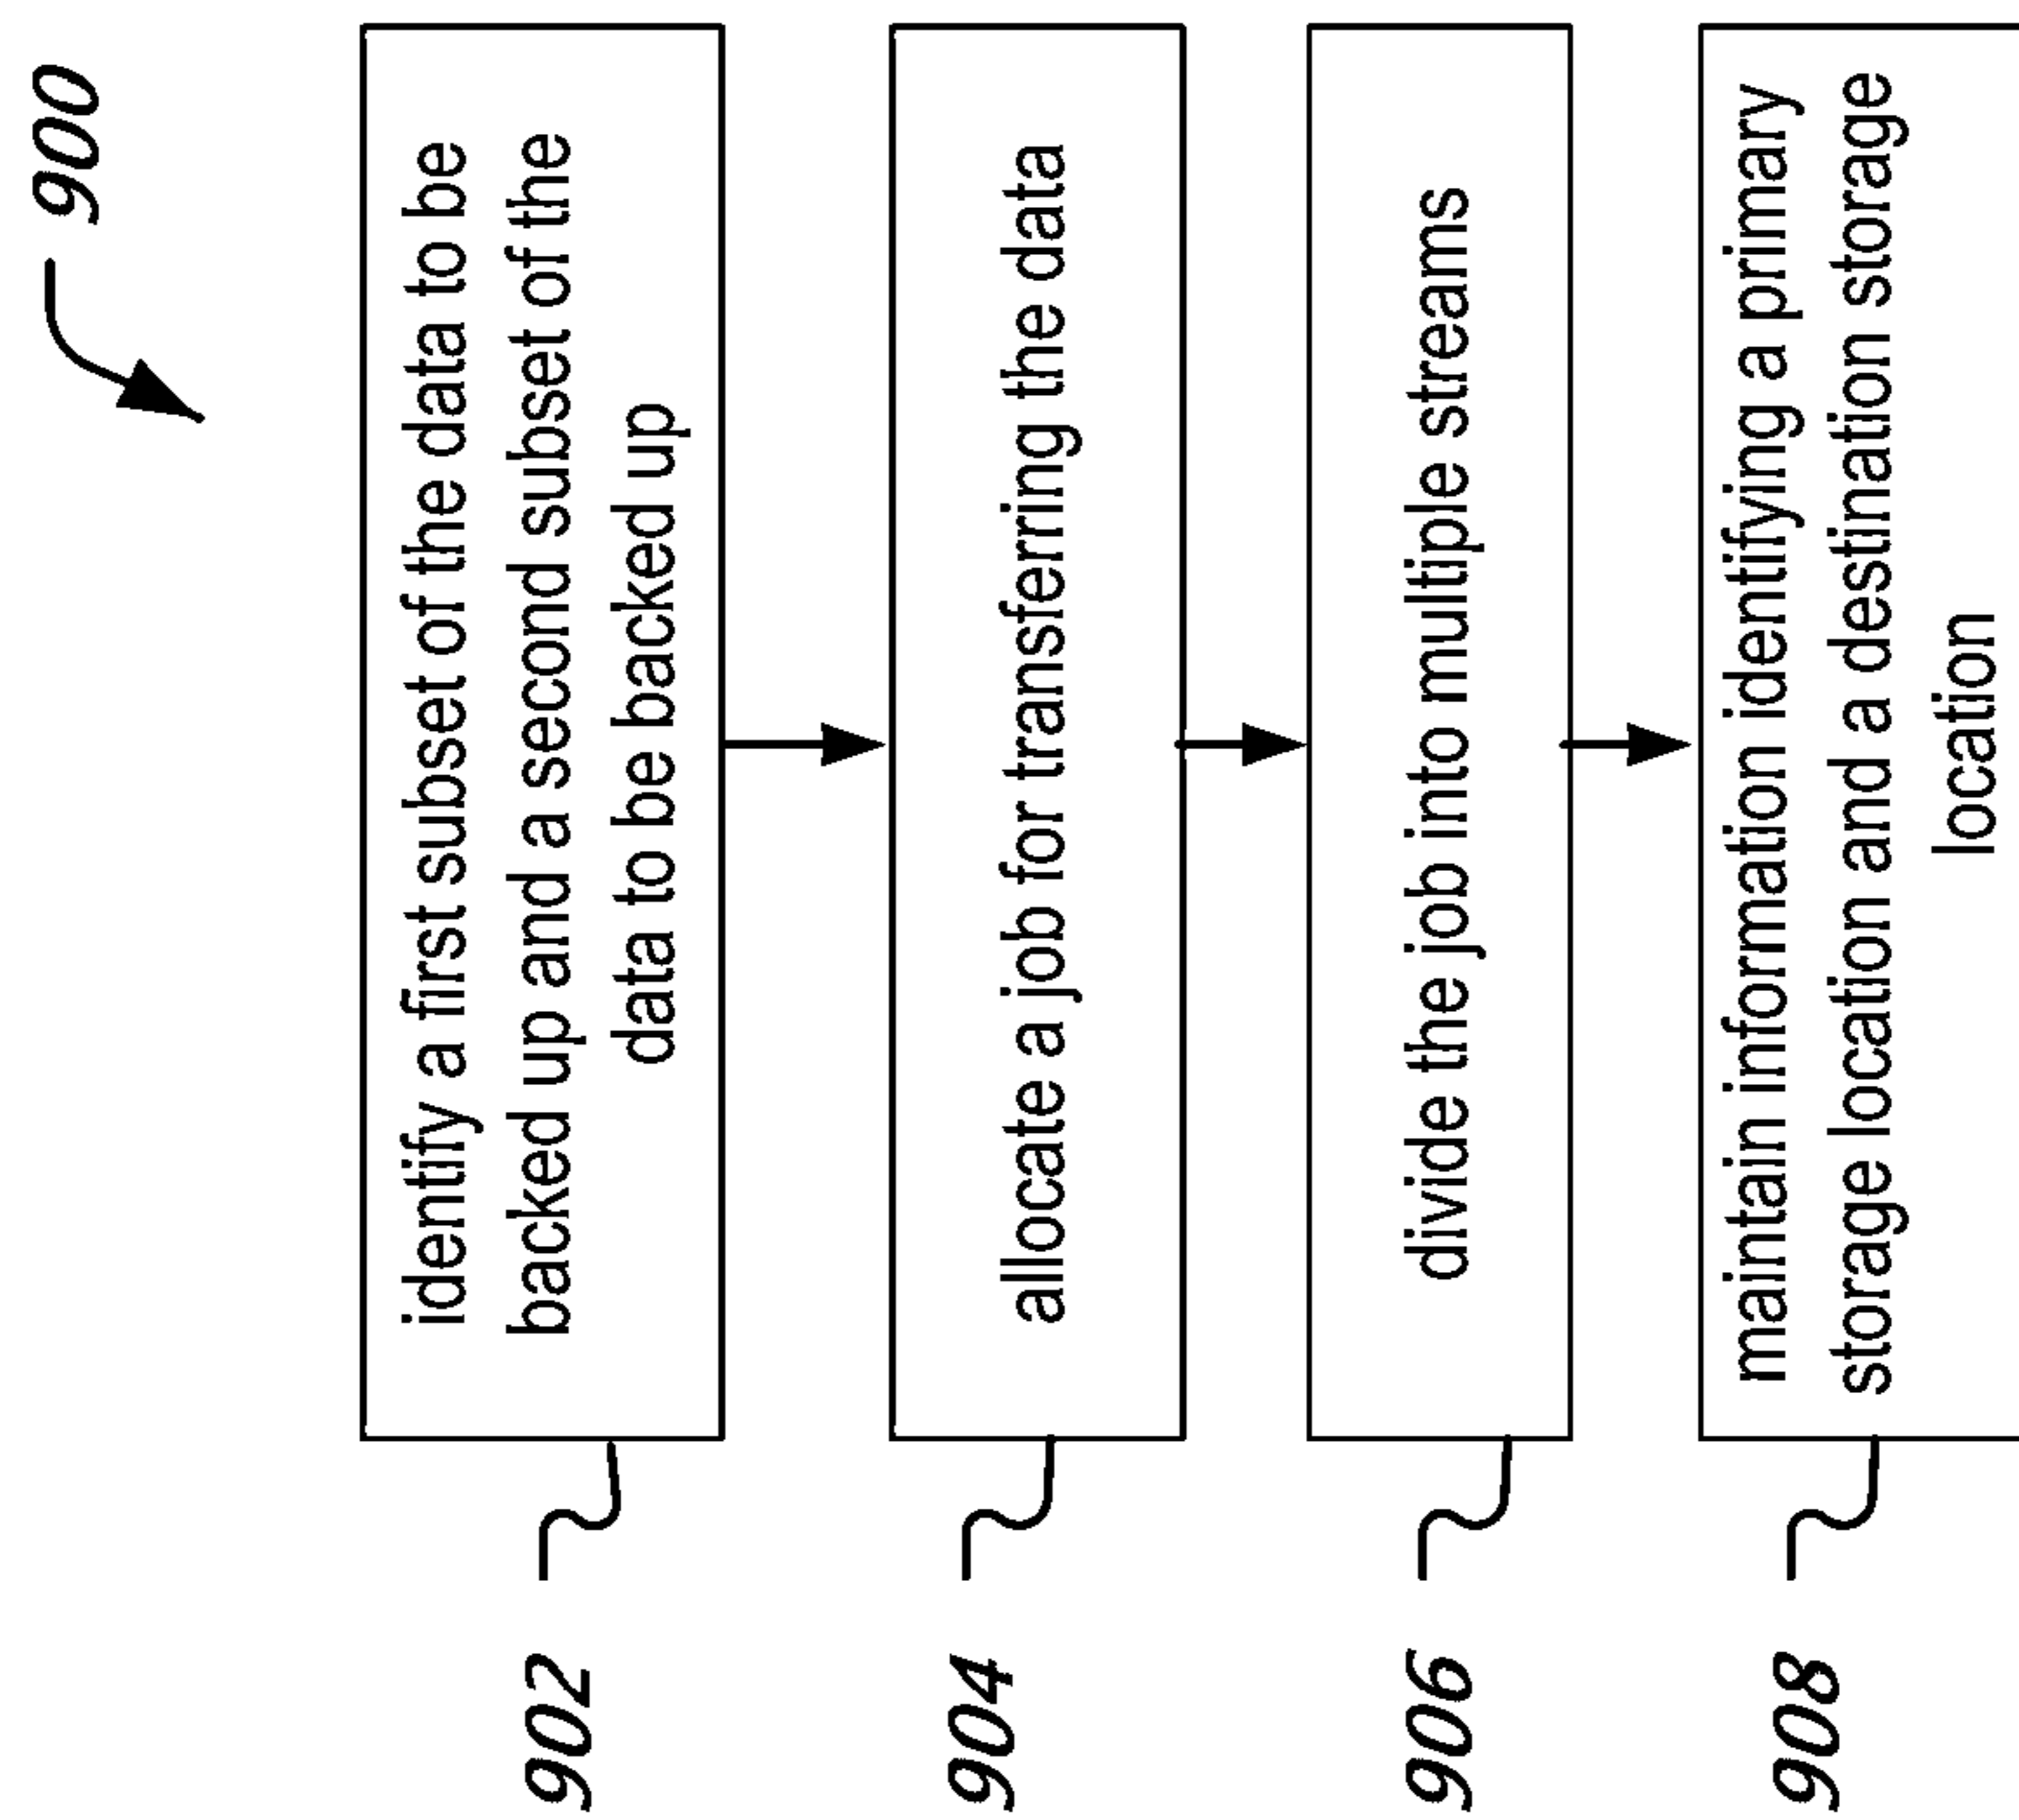 900
902
identify a first subset of the data to be
backed up and a second subset of the
data to be backed up
904
allocate a job for transferring the data
906
divide the job into multiple streams
908
maintain information identifying a primary
storage location and a destination storage
location